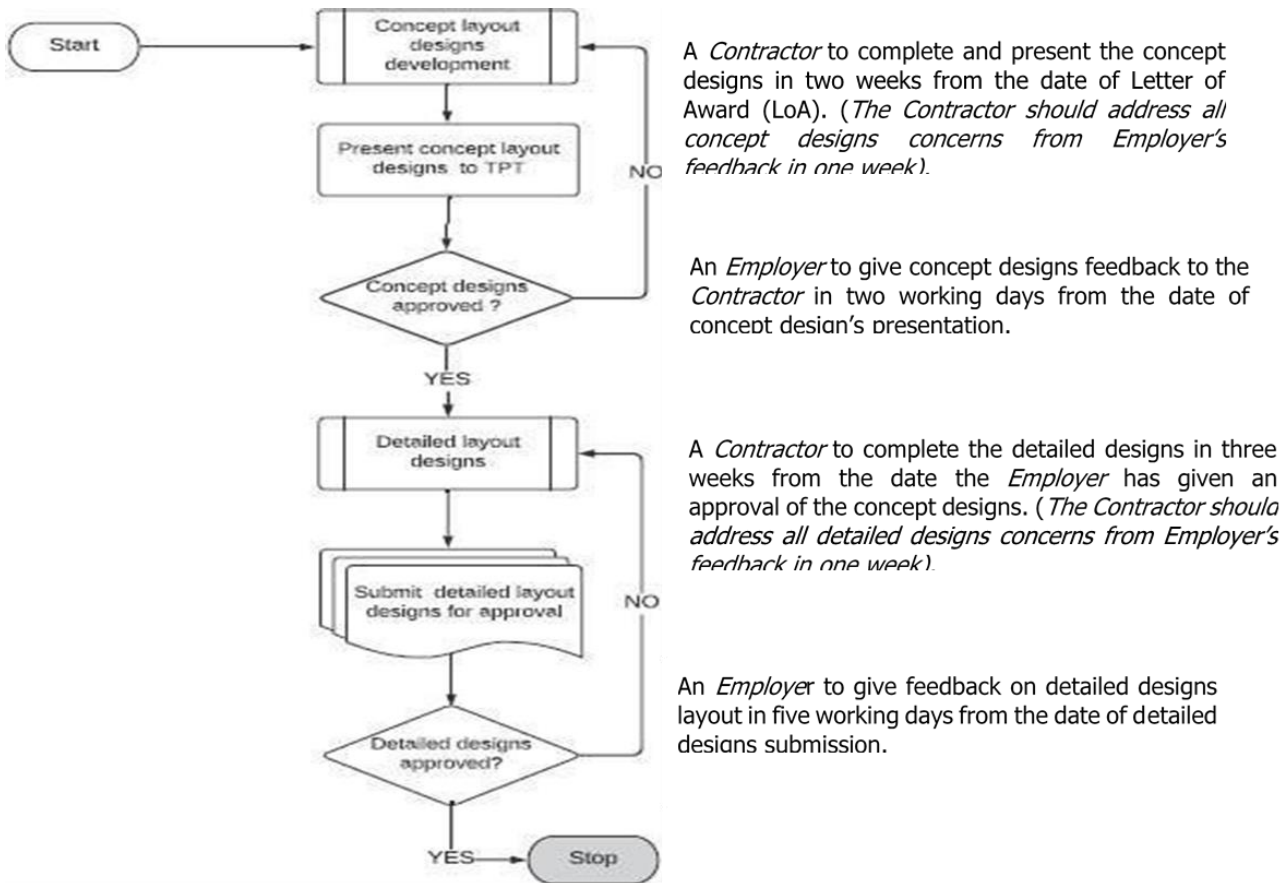 Start
Concept layout
designs
development
A Contractor to complete and present the concept
designs in two weeks from the date of Letter of
Award (LoA). (The Contractor should address all
concept designs concerns from Employer's
feedback in one week).
Present concept layout
designs to TPT
NO
Concept designs
approved ?
An Employer to give concept designs feedback to the
Contractor in two working days from the date of
concept design's presentation.
YES
Detailed layout
designs
A Contractor to complete the detailed designs in three
weeks from the date the Employer has given an
approval of the concept designs. (The Contractor should
address all detailed designs concerns from Employer's
feedback in one week).
Submit detailed layout
designs for approval
NO
Detailed designs
approved?
An Employer to give feedback on detailed designs
layout in five working days from the date of detailed
designs submission.
YES
Stop